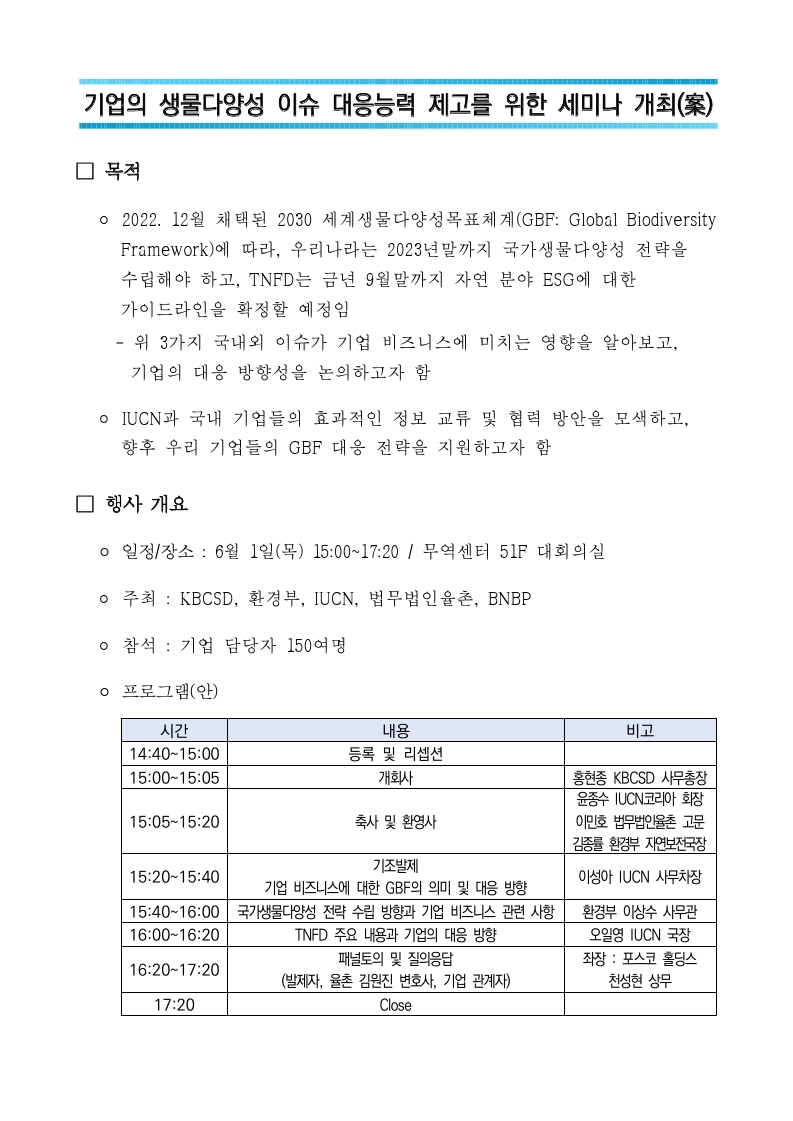 기업의 생물다양성 이슈 대응능력 제고를 위한 세미나 개최(案)
□ 목적
○ 2022. 12월 채택된 2030 세계생물다양성목표체계(GBF: Global Biodiversity
Framework)에 따라, 우리나라는 2023년말까지 국가생물다양성 전략을
수립해야 하고, TNFD는 금년 9월말까지 자연 분야 ESG에 대한
가이드라인을 확정할 예정임
- 위 3가지 국내외 이슈가 기업 비즈니스에 미치는 영향을 알아보고,
기업의 대응 방향성을 논의하고자 함
○ IUCN과 국내 기업들의 효과적인 정보 교류 및 협력 방안을 모색하고,
향후 우리 기업들의 GBF 대응 전략을 지원하고자 함
□ 행사 개요
○ 일정/장소 : 6월 1일(목) 15:00~17:20 / 무역센터 51F 대회의실
○ 주최 : KBCSD, 환경부, IUCN, 법무법인율촌, BNBP
○ 참석 : 기업 담당자 150여명
○ 프로그램(안)
시간 내용 비고
14:40~15:00 등록 및 리셉션
15:00~15:05 개회사 홍현종 KBCSD 사무총장
15:05~15:20 축사 및 환영사 윤종수 IUCN코리아 회장
이민호 법무법인율촌 고문
김종률 환경부 자연보전국장
15:20~15:40 기조발제
기업 비즈니스에 대한 GBF의 의미 및 대응 방향 이성아 IUCN 사무차장
15:40~16:00 국가생물다양성 전략 수립 방향과 기업 비즈니스 관련 사항 환경부 이상수 사무관
16:00~16:20 TNFD 주요 내용과 기업의 대응 방향 오일영 IUCN 국장
16:20~17:20 패널토의 및 질의응답 좌장 : 포스코 홀딩스
(발제자, 율촌 김원진 변호사, 기업 관계자) 천성현 상무
17:20 Close